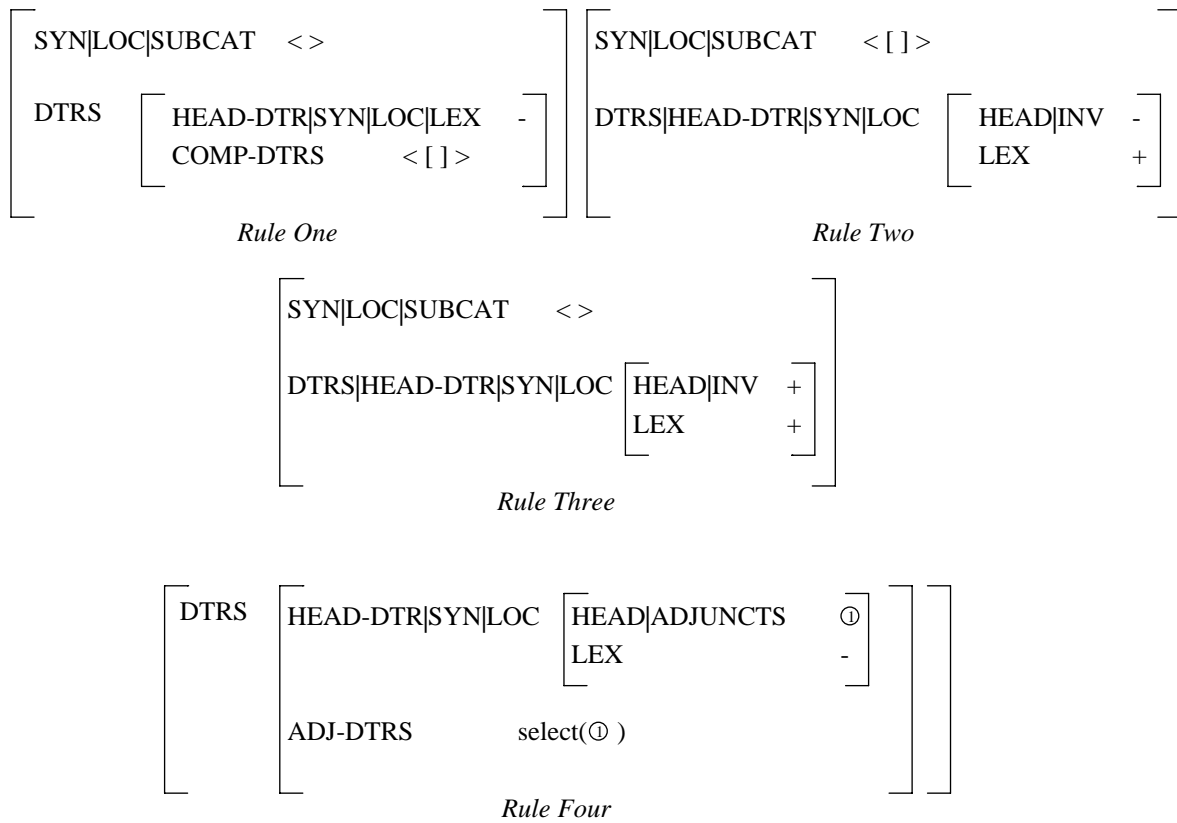 SYN|LOC|SUBCAT < >
DTRS HEAD-DTR|SYN|LOC|LEX -
COMP-DTRS < [ ] >
Rule One
SYN|LOC|SUBCAT < [ ] >
DTRS|HEAD-DTR|SYN|LOC HEAD|INV -
LEX +
Rule Two
SYN|LOC|SUBCAT < >
DTRS|HEAD-DTR|SYN|LOC HEAD|INV +
LEX +
Rule Three
DTRS HEAD-DTR|SYN|LOC HEAD|ADJUNCTS ①
LEX -
ADJ-DTRS select(① )
Rule Four